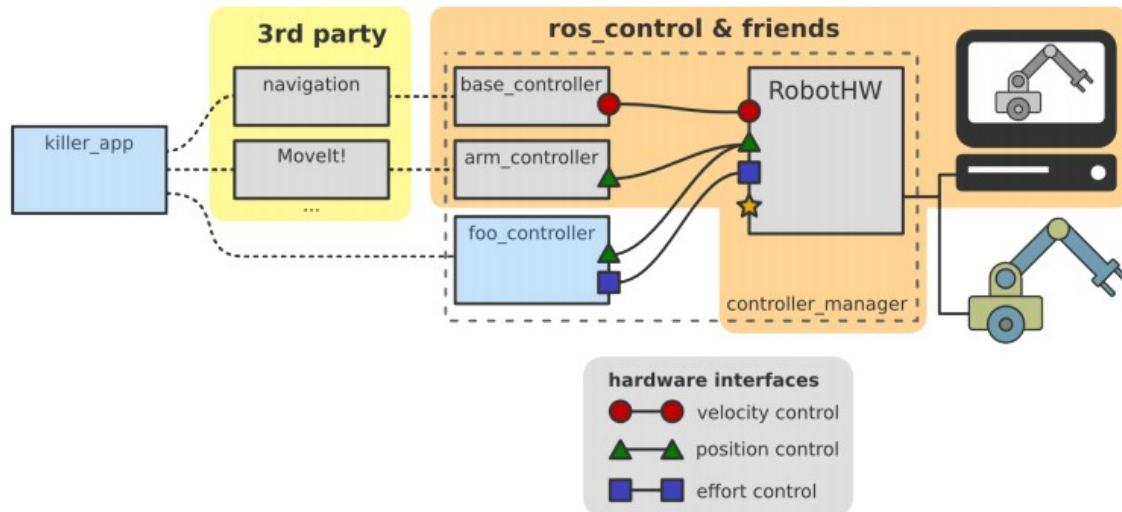 3rd party
ros_control & friends
navigation
base_controller
RobotHW
killer_app
MoveIt!
arm_controller
...
foo_controller
controller_manager
hardware interfaces
velocity control
position control
effort control